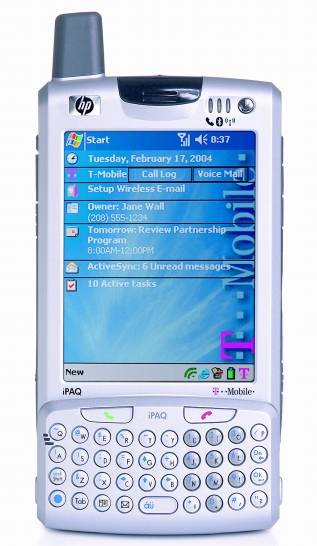 hp
Start 8:37
Tuesday, February 17, 2004
T-Mobile Call Log Voice Mail
Setup Wireless E-mail
Owner: Jane Wall
(208) 555-1234
Tomorrow: Review Partnership
Program
8:00AM-12:00PM
ActiveSync: 6 Unread messages
10 Active tasks
T··Mobile
New T
iPAQ T··Mobile·
iPAQ
Q W E R T Y U I O P
A S D F G H J K L
Z X C V B N M
Tab áü